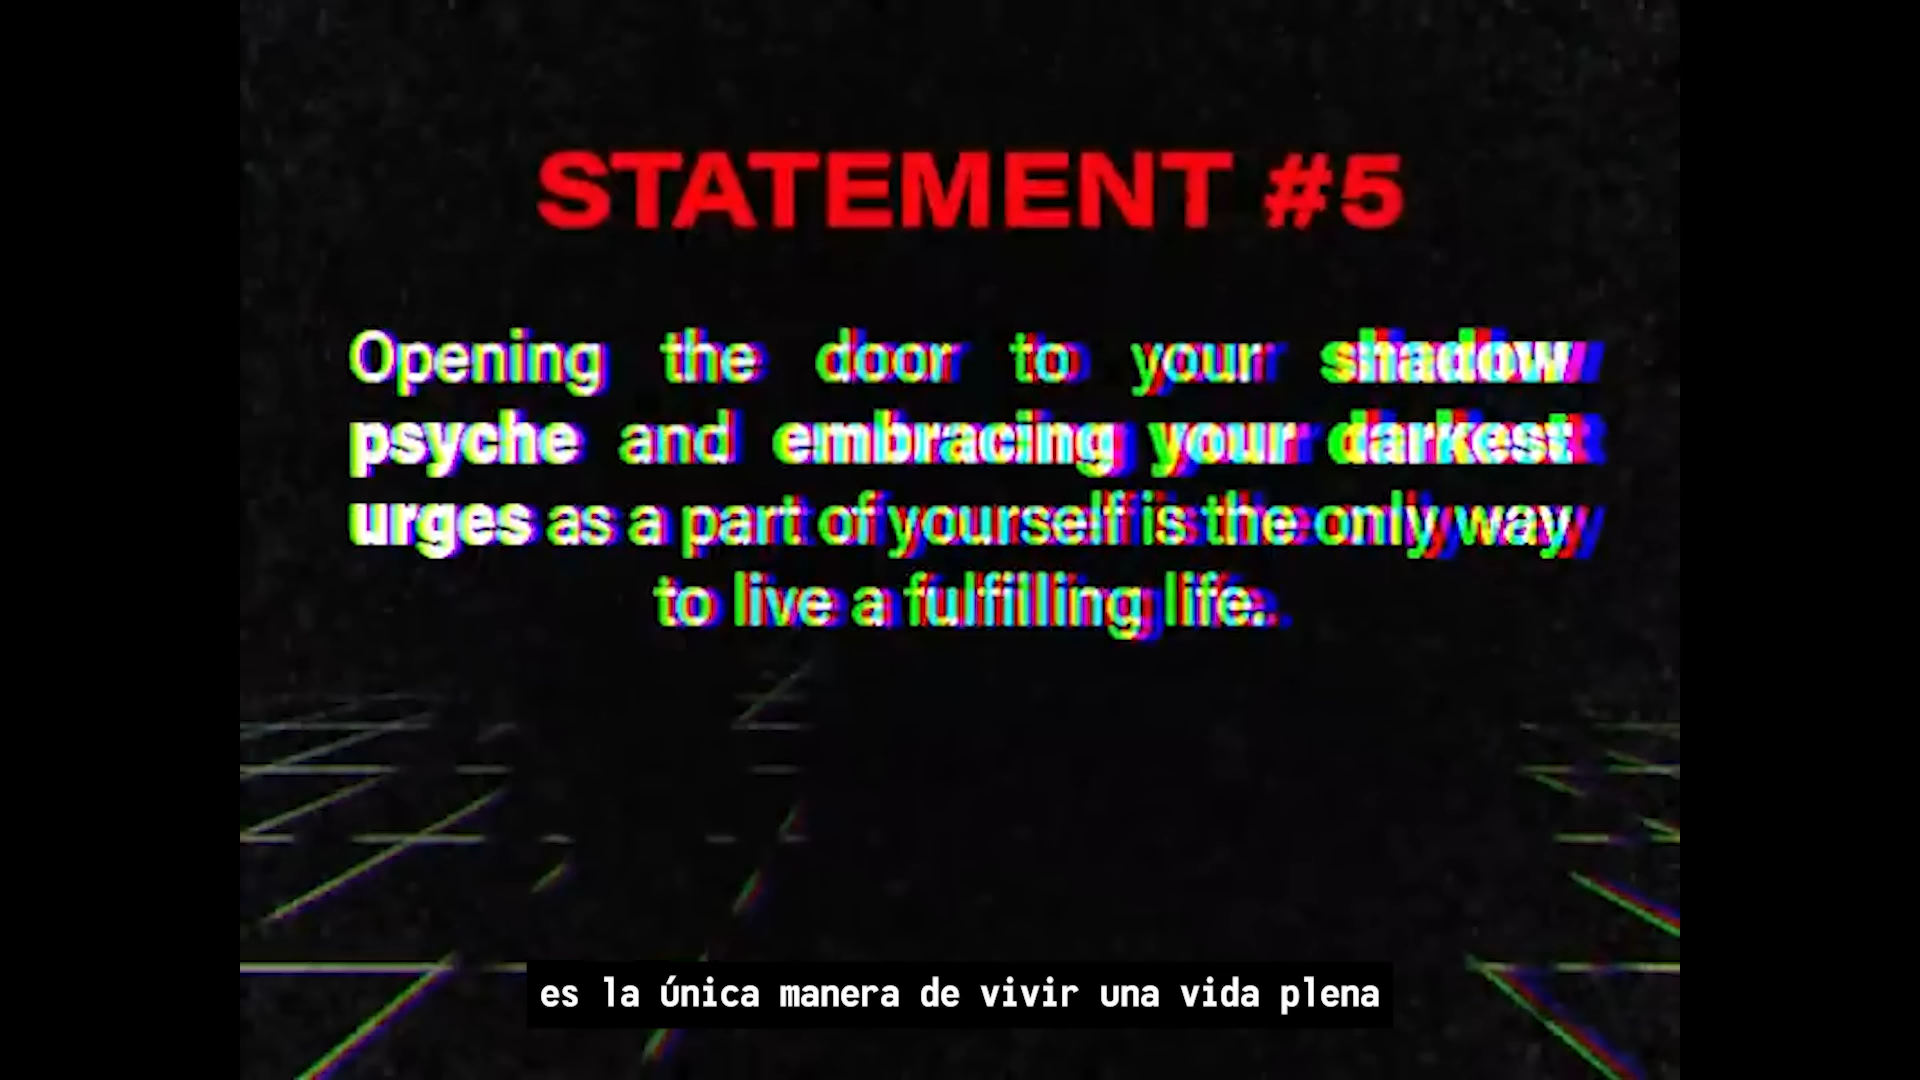 STATEMENT #5
Opening the door to your shadow
psyche and embracing your darkest
urges as a part of yourself is the only way
to live a fulfilling life.
es la única manera de vivir una vida plena